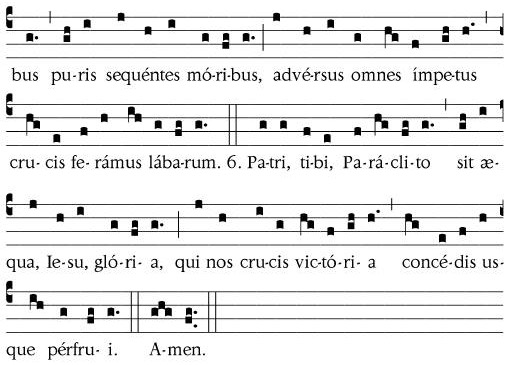 bus pu-ris sequéntes mó-ri-bus, advérsus omnes ímpe-tus
cru-cis fe-rámus lába-rum. 6. Pa-tri, ti-bi, Pa-rá-cli-to sit æ-
qua, Ie-su, gló-ri-a, qui nos cru-cis vic-tó-ri-a concé-dis us-
que pérfru-i. A-men.